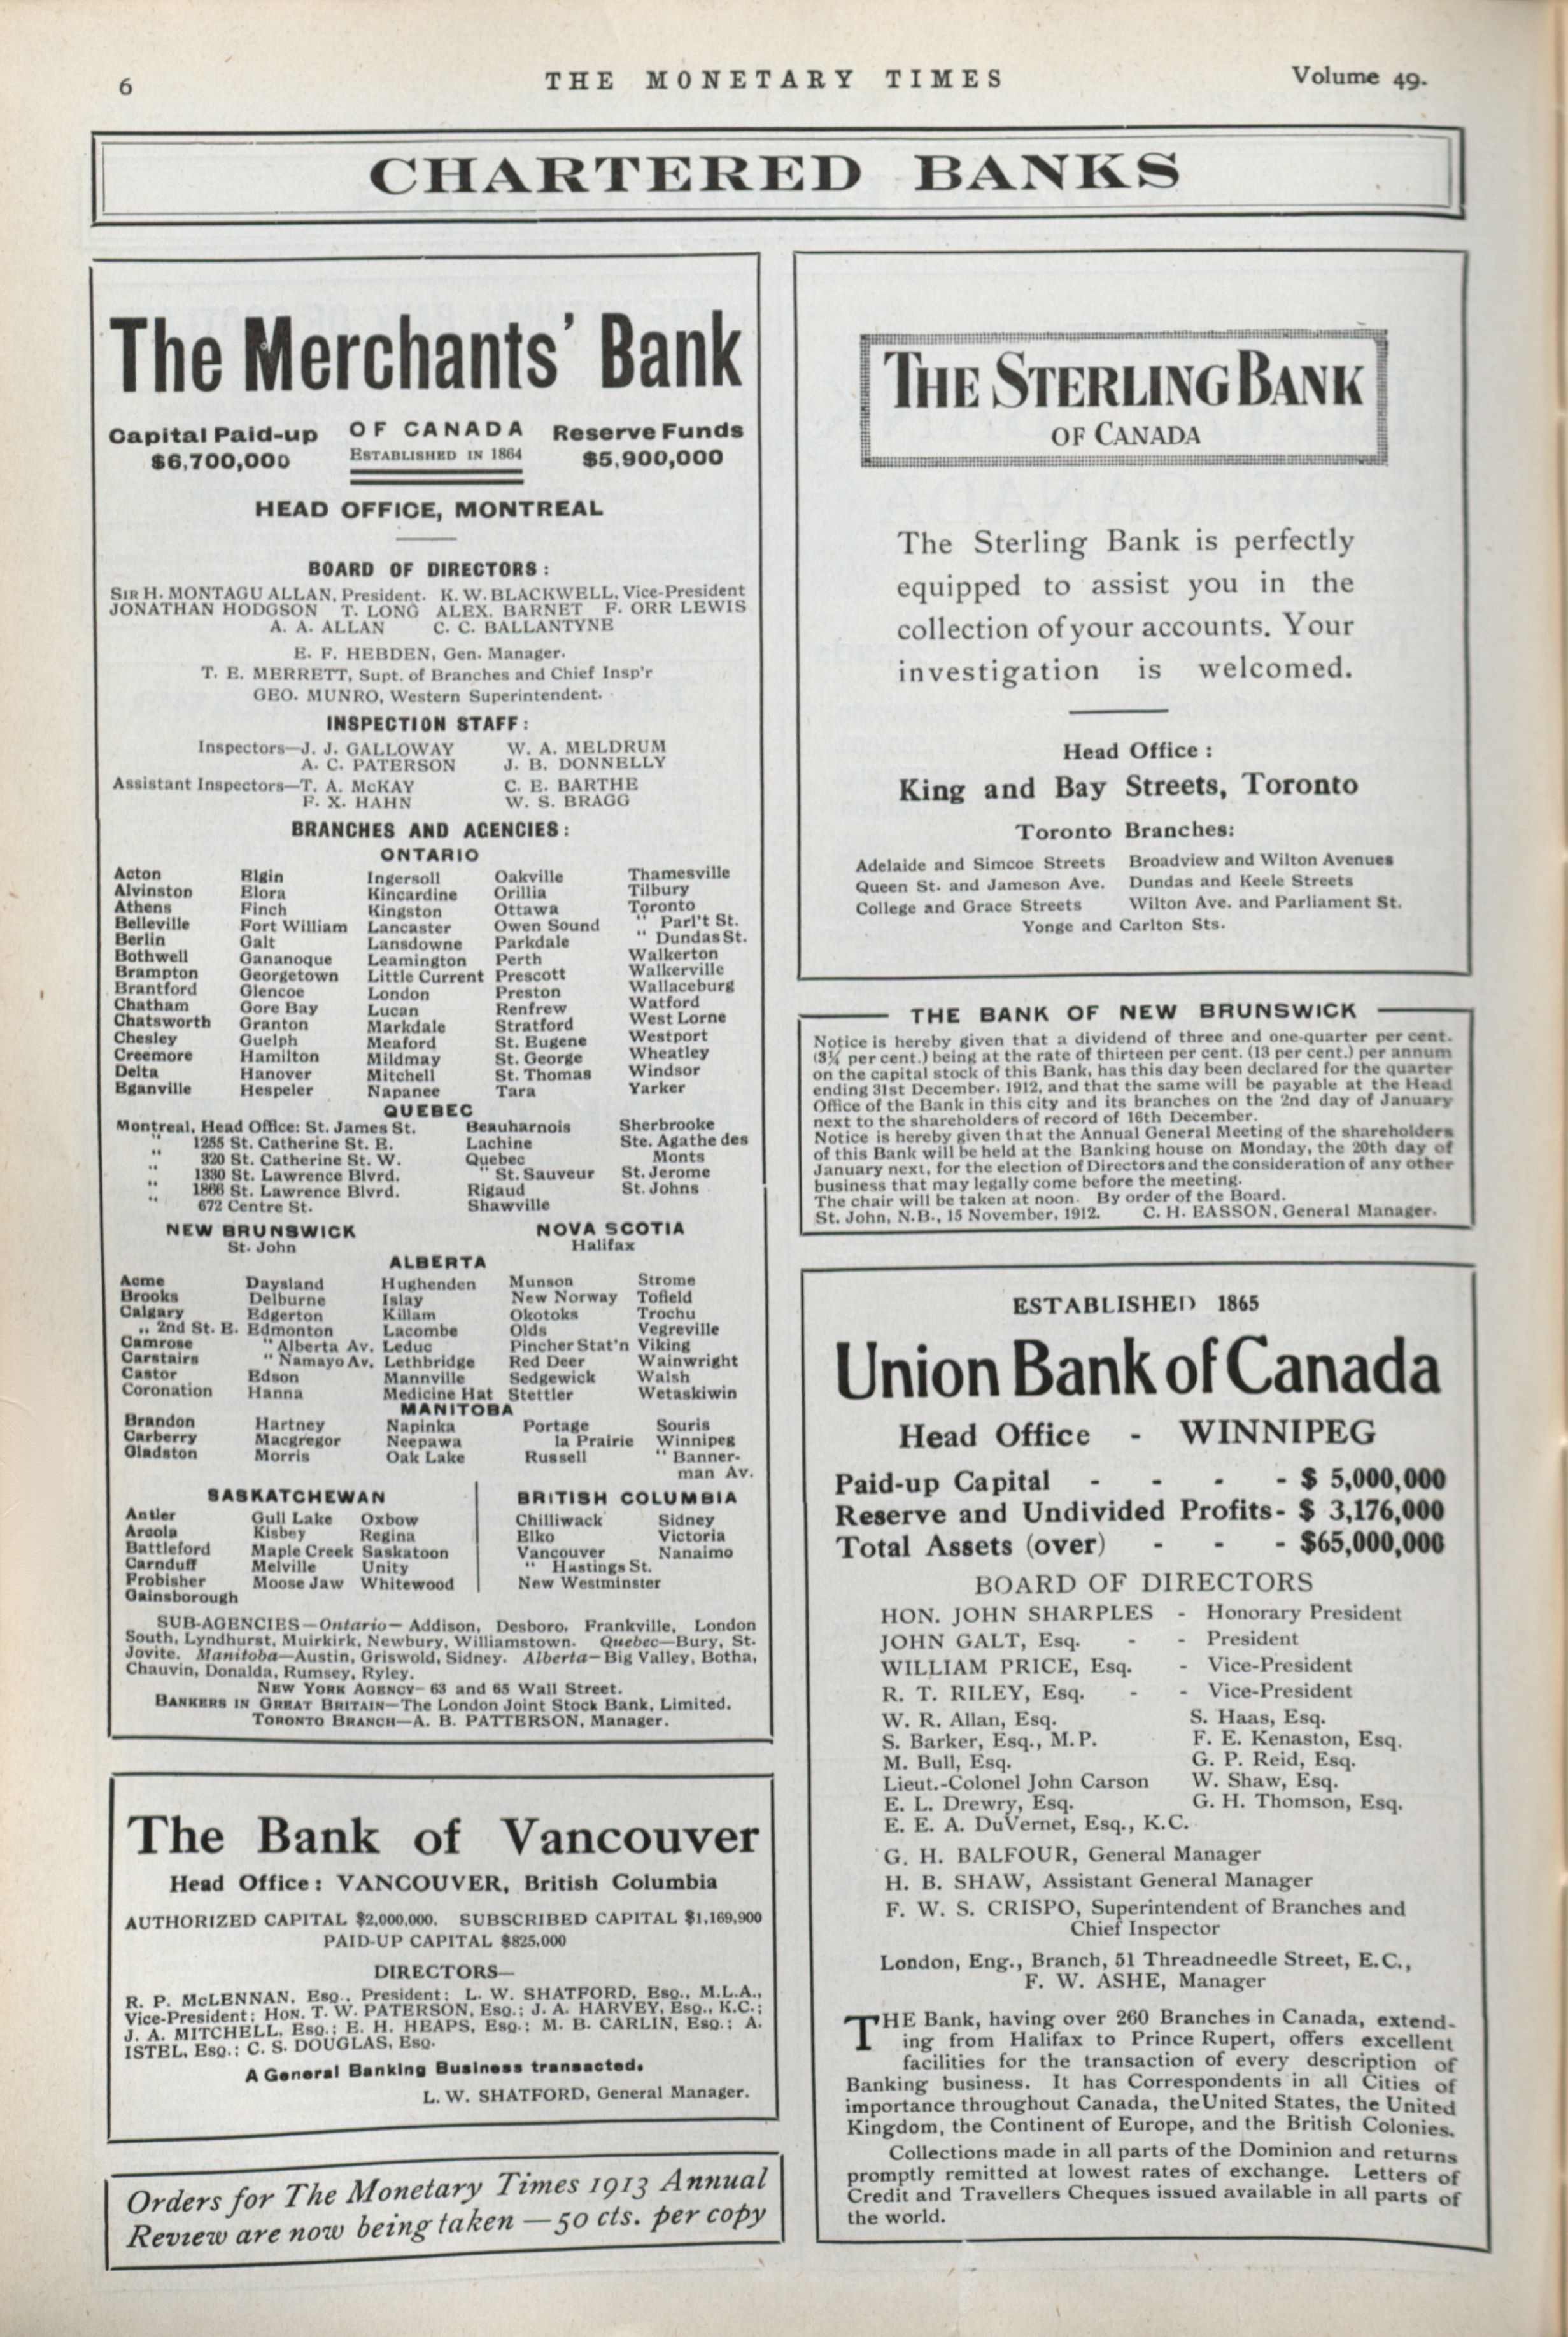 6
THE MONETARY TIMES
Volume 49.
CHARTERED BANKS
The Merchants' Bank
Capital Paid-up OF CANADA Reserve Funds
$6,700,000 ESTABLISHED IN 1864 $5,900,000
HEAD OFFICE, MONTREAL
BOARD OF DIRECTORS:
SIR H. MONTAGU ALLAN, President. K. W. BLACKWELL, Vice-President
JONATHAN HODGSON T. LONG ALEX. BARNET F. ORR LEWIS
A. A. ALLAN C. C. BALLANTYNE
E. F. HEBDEN, Gen. Manager.
T. E. MERRETT, Supt. of Branches and Chief Insp'r
GEO. MUNRO, Western Superintendent.
INSPECTION STAFF:
Inspectors—J. J. GALLOWAY W. A. MELDRUM
A. C. PATERSON J. B. DONNELLY
Assistant Inspectors—T. A. McKAY C. E. BARTHE
F. X. HAHN W. S. BRAGG
BRANCHES AND AGENCIES:
ONTARIO
Acton Elgin Ingersoll Oakville Thamesville
Alvinston Elora Kincardine Orillia Tilbury
Athens Finch Kingston Ottawa Toronto
Belleville Fort William Lancaster Owen Sound " Parl't St.
Berlin Galt Lansdowne Parkdale " Dundas St.
Bothwell Gananoque Leamington Perth Walkerton
Brampton Georgetown Little Current Prescott Walkerville
Brantford Glencoe London Preston Wallaceburg
Chatham Gore Bay Lucan Renfrew Watford
Chatsworth Granton Markdale Stratford West Lorne
Chesley Guelph Meaford St. Eugene Westport
Creemore Hamilton Mildmay St. George Wheatley
Delta Hanover Mitchell St. Thomas Windsor
Eganville Hespeler Napanee Tara Yarker
QUEBEC
Montreal, Head Office: St. James St. Beauharnois Sherbrooke
" 1255 St. Catherine St. E. Lachine Ste. Agathe des
" 320 St. Catherine St. W. Quebec Monts
" 1330 St. Lawrence Blvrd. " St. Sauveur St. Jerome
" 1866 St. Lawrence Blvrd. Rigaud St. Johns
" 672 Centre St. Shawville
NEW BRUNSWICK NOVA SCOTIA
St. John Halifax
ALBERTA
Acme Daysland Hughenden Munson Strome
Brooks Delburne Islay New Norway Tofield
Calgary Edgerton Killam Okotoks Trochu
,, 2nd St. E. Edmonton Lacombe Olds Vegreville
Camrose " Alberta Av. Leduc Pincher Stat'n Viking
Carstairs " Namayo Av. Lethbridge Red Deer Wainwright
Castor Edson Mannville Sedgewick Walsh
Coronation Hanna Medicine Hat Stettler Wetaskiwin
MANITOBA
Brandon Hartney Napinka Portage Souris
Carberry Macgregor Neepawa la Prairie Winnipeg
Gladston Morris Oak Lake Russell " Banner-
man Av.
SASKATCHEWAN
Antler Gull Lake Oxbow
Arcola Kisbey Regina
Battleford Maple Creek Saskatoon
Carnduff Melville Unity
Frobisher Moose Jaw Whitewood
Gainsborough
BRITISH COLUMBIA
Chilliwack Sidney
Elko Victoria
Vancouver Nanaimo
" Hastings St.
New Westminster
SUB-AGENCIES—Ontario—Addison, Desboro, Frankville, London
South, Lyndhurst, Muirkirk, Newbury, Williamstown. Quebec—Bury, St.
Jovite. Manitoba—Austin, Griswold, Sidney. Alberta—Big Valley, Botha,
Chauvin, Donalda, Rumsey, Ryley.
NEW YORK AGENCY—63 and 65 Wall Street.
BANKERS IN GREAT BRITAIN—The London Joint Stock Bank, Limited.
TORONTO BRANCH—A. B. PATTERSON, Manager.
The Bank of Vancouver
Head Office: VANCOUVER, British Columbia
AUTHORIZED CAPITAL $2,000,000. SUBSCRIBED CAPITAL $1,169,900
PAID-UP CAPITAL $825,000
DIRECTORS—
R. P. McLENNAN, Esq., President; L. W. SHATFORD, Esq., M.L.A.,
Vice-President; Hon. T. W. PATERSON, Esq.; J. A. HARVEY, Esq., K.C.;
J. A. MITCHELL, Esq.; E. H. HEAPS, Esq.; M. B. CARLIN, Esq.; A.
ISTEL, Esq.; C. S. DOUGLAS, Esq.
A General Banking Business transacted.
L. W. SHATFORD, General Manager.
Orders for The Monetary Times 1913 Annual
Review are now being taken — 50 cts. per copy
THE STERLING BANK
OF CANADA
The Sterling Bank is perfectly
equipped to assist you in the
collection of your accounts. Your
investigation is welcomed.
Head Office:
King and Bay Streets, Toronto
Toronto Branches:
Adelaide and Simcoe Streets Broadview and Wilton Avenues
Queen St. and Jameson Ave. Dundas and Keele Streets
College and Grace Streets Wilton Ave. and Parliament St.
Yonge and Carlton Sts.
THE BANK OF NEW BRUNSWICK
Notice is hereby given that a dividend of three and one-quarter per cent.
(3¼ per cent.) being at the rate of thirteen per cent. (13 per cent.) per annum
on the capital stock of this Bank, has this day been declared for the quarter
ending 31st December, 1912, and that the same will be payable at the Head
Office of the Bank in this city and its branches on the 2nd day of January
next to the shareholders of record of 16th December.
Notice is hereby given that the Annual General Meeting of the shareholders
of this Bank will be held at the Banking house on Monday, the 20th day of
January next, for the election of Directors and the consideration of any other
business that may legally come before the meeting.
The chair will be taken at noon. By order of the Board.
St. John, N.B., 15 November, 1912. C. H. EASSON, General Manager.
ESTABLISHED 1865
Union Bank of Canada
Head Office - WINNIPEG
Paid-up Capital - - - - $ 5,000,000
Reserve and Undivided Profits - $ 3,176,000
Total Assets (over) - - - $65,000,000
BOARD OF DIRECTORS
HON. JOHN SHARPLES - Honorary President
JOHN GALT, Esq. - - President
WILLIAM PRICE, Esq. - Vice-President
R. T. RILEY, Esq. - - Vice-President
W. R. Allan, Esq. S. Haas, Esq.
S. Barker, Esq., M.P. F. E. Kenaston, Esq.
M. Bull, Esq. G. P. Reid, Esq.
Lieut.-Colonel John Carson W. Shaw, Esq.
E. L. Drewry, Esq. G. H. Thomson, Esq.
E. E. A. DuVernet, Esq., K.C.
G. H. BALFOUR, General Manager
H. B. SHAW, Assistant General Manager
F. W. S. CRISPO, Superintendent of Branches and
Chief Inspector
London, Eng., Branch, 51 Threadneedle Street, E.C.,
F. W. ASHE, Manager
THE Bank, having over 260 Branches in Canada, extend-
ing from Halifax to Prince Rupert, offers excellent
facilities for the transaction of every description of
Banking business. It has Correspondents in all Cities of
importance throughout Canada, the United States, the United
Kingdom, the Continent of Europe, and the British Colonies.
Collections made in all parts of the Dominion and returns
promptly remitted at lowest rates of exchange. Letters of
Credit and Travellers Cheques issued available in all parts of
the world.